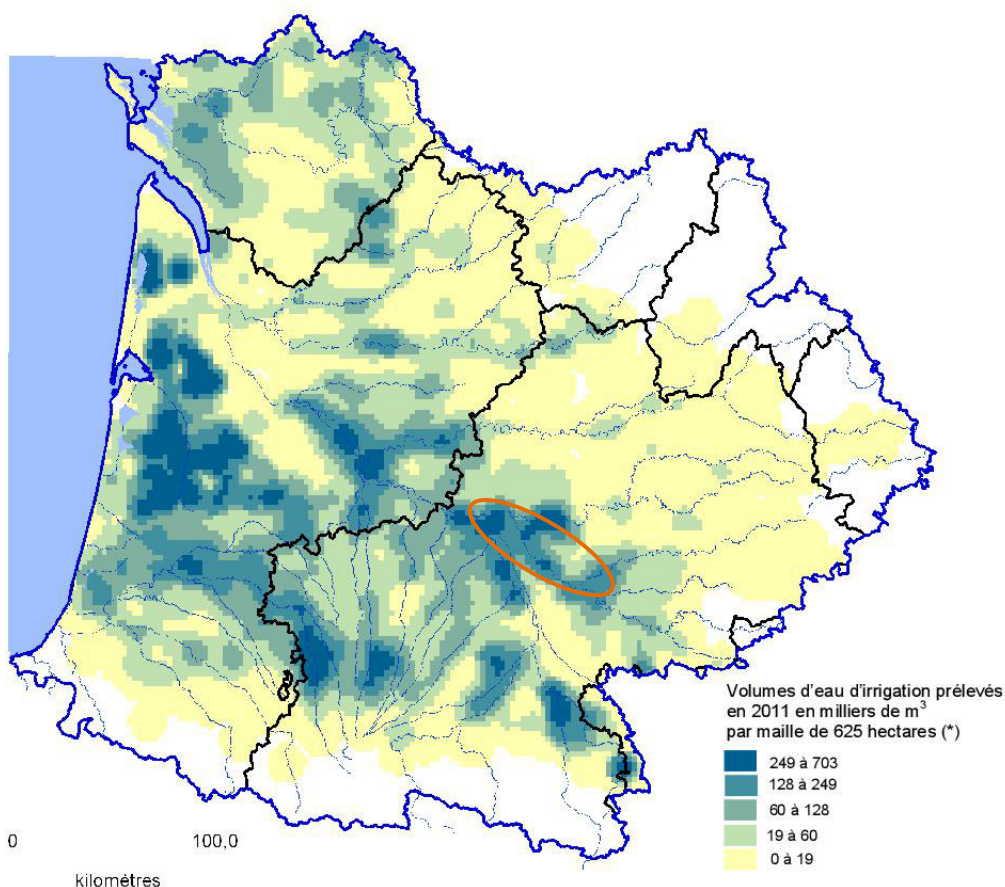 Volumes d'eau d'irrigation prélevés
en 2011 en milliers de m³
par maille de 625 hectares (*)
249 à 703
128 à 249
60 à 128
19 à 60
0 à 19
0 100,0
kilomètres